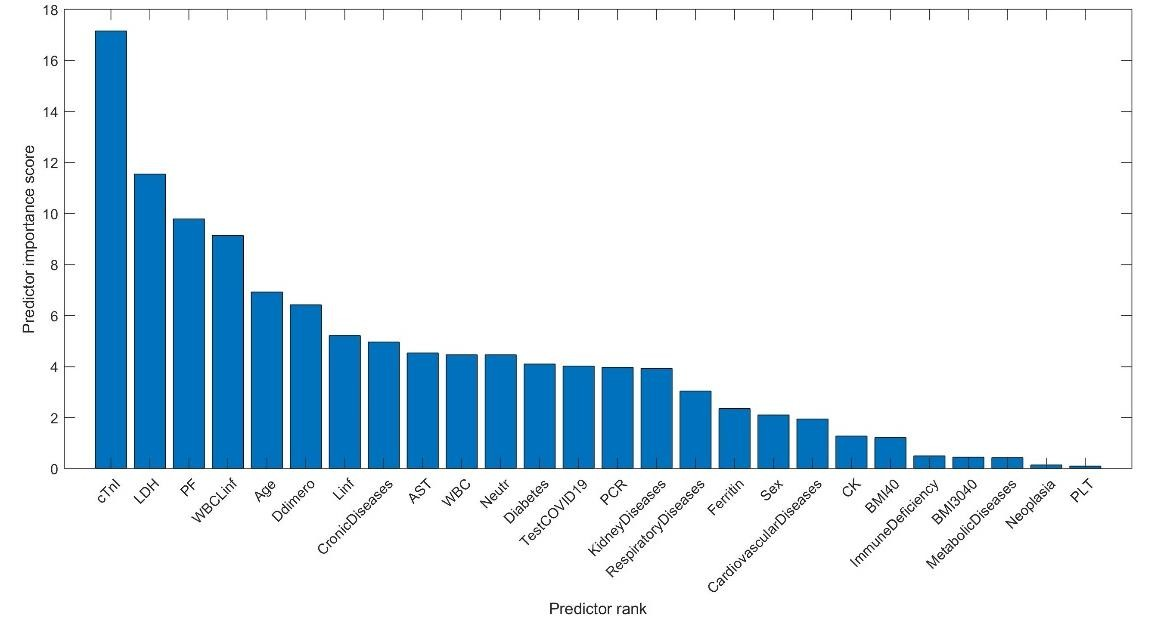 18
16
14
12
10
8
6
4
2
0
Predictor importance score
cTnI
LDH
PF
WBCLinf
Age
Ddimero
Linf
CronicDiseases
AST
WBC
Neutr
Diabetes
TestCOVID19
PCR
KidneyDiseases
RespiratoryDiseases
Ferritin
Sex
CardiovascularDiseases
CK
BMI40
ImmuneDeficiency
BMI3040
MetabolicDiseases
Neoplasia
PLT
Predictor rank